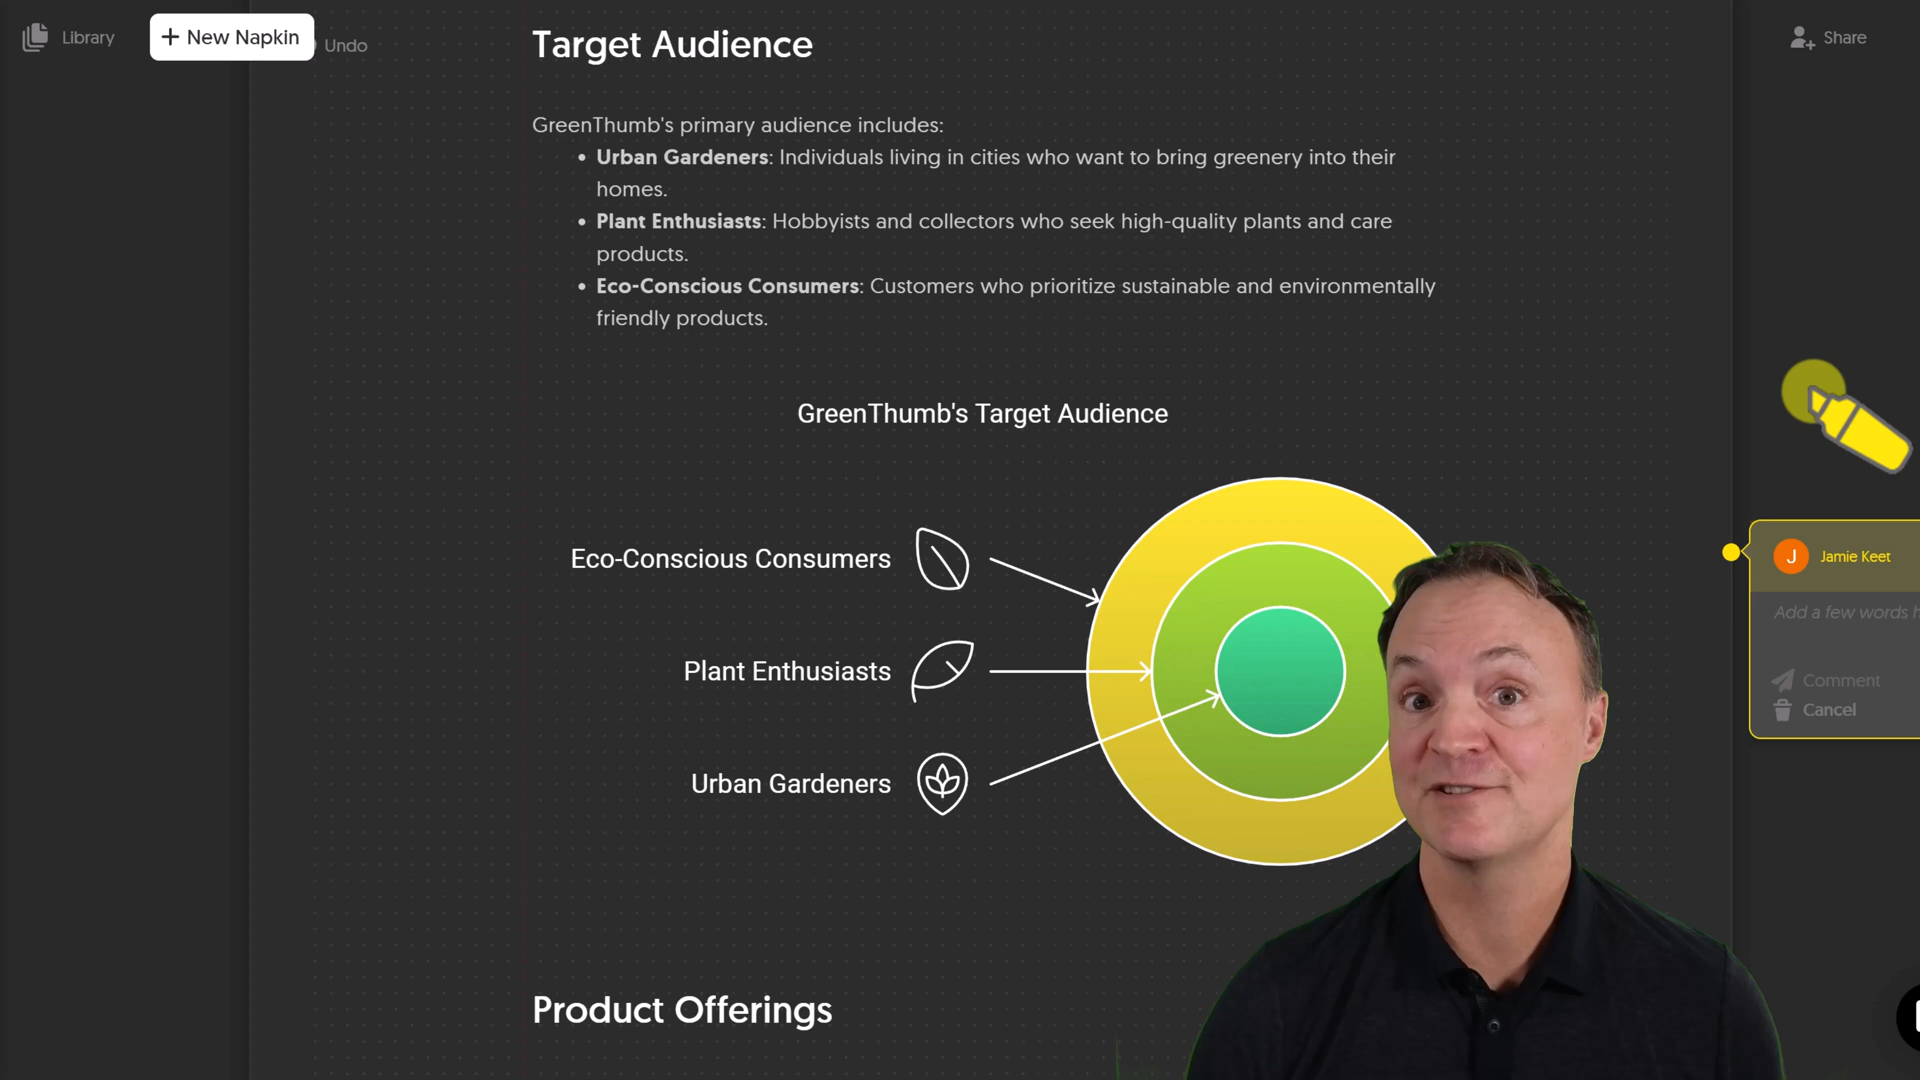 Library
+ New Napkin
Undo
Share
Target Audience
GreenThumb's primary audience includes:
• Urban Gardeners: Individuals living in cities who want to bring greenery into their
homes.
• Plant Enthusiasts: Hobbyists and collectors who seek high-quality plants and care
products.
• Eco-Conscious Consumers: Customers who prioritize sustainable and environmentally
friendly products.
GreenThumb's Target Audience
Eco-Conscious Consumers
Plant Enthusiasts
Urban Gardeners
J Jamie Keet
Add a few words
Comment
Cancel
Product Offerings